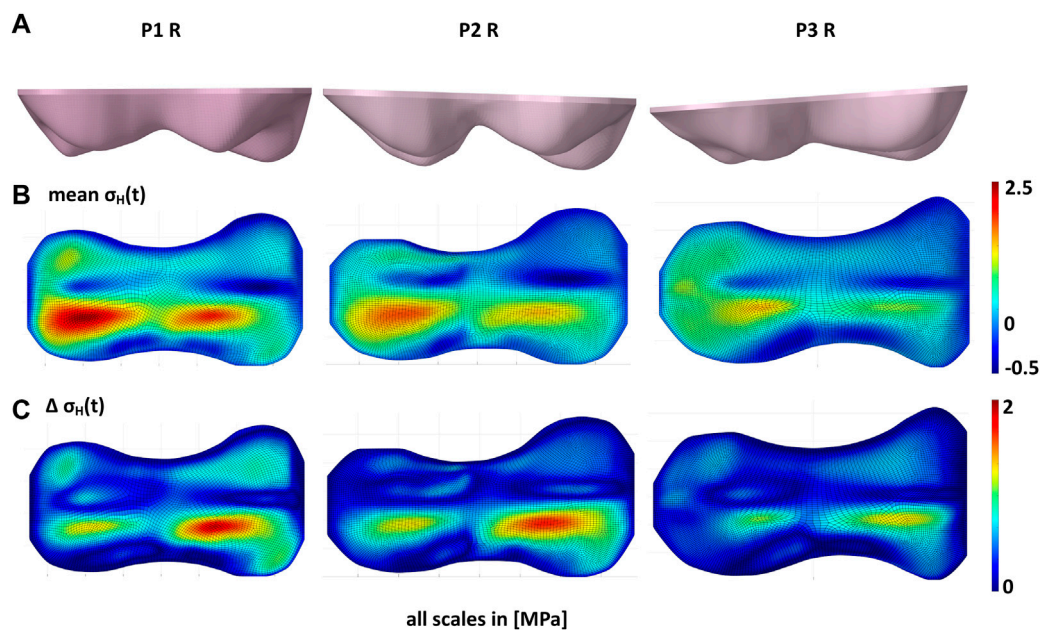 A
P1 R
P2 R
P3 R
B mean σH(t)
2.5
0
-0.5
C Δ σH(t)
2
0
all scales in [MPa]